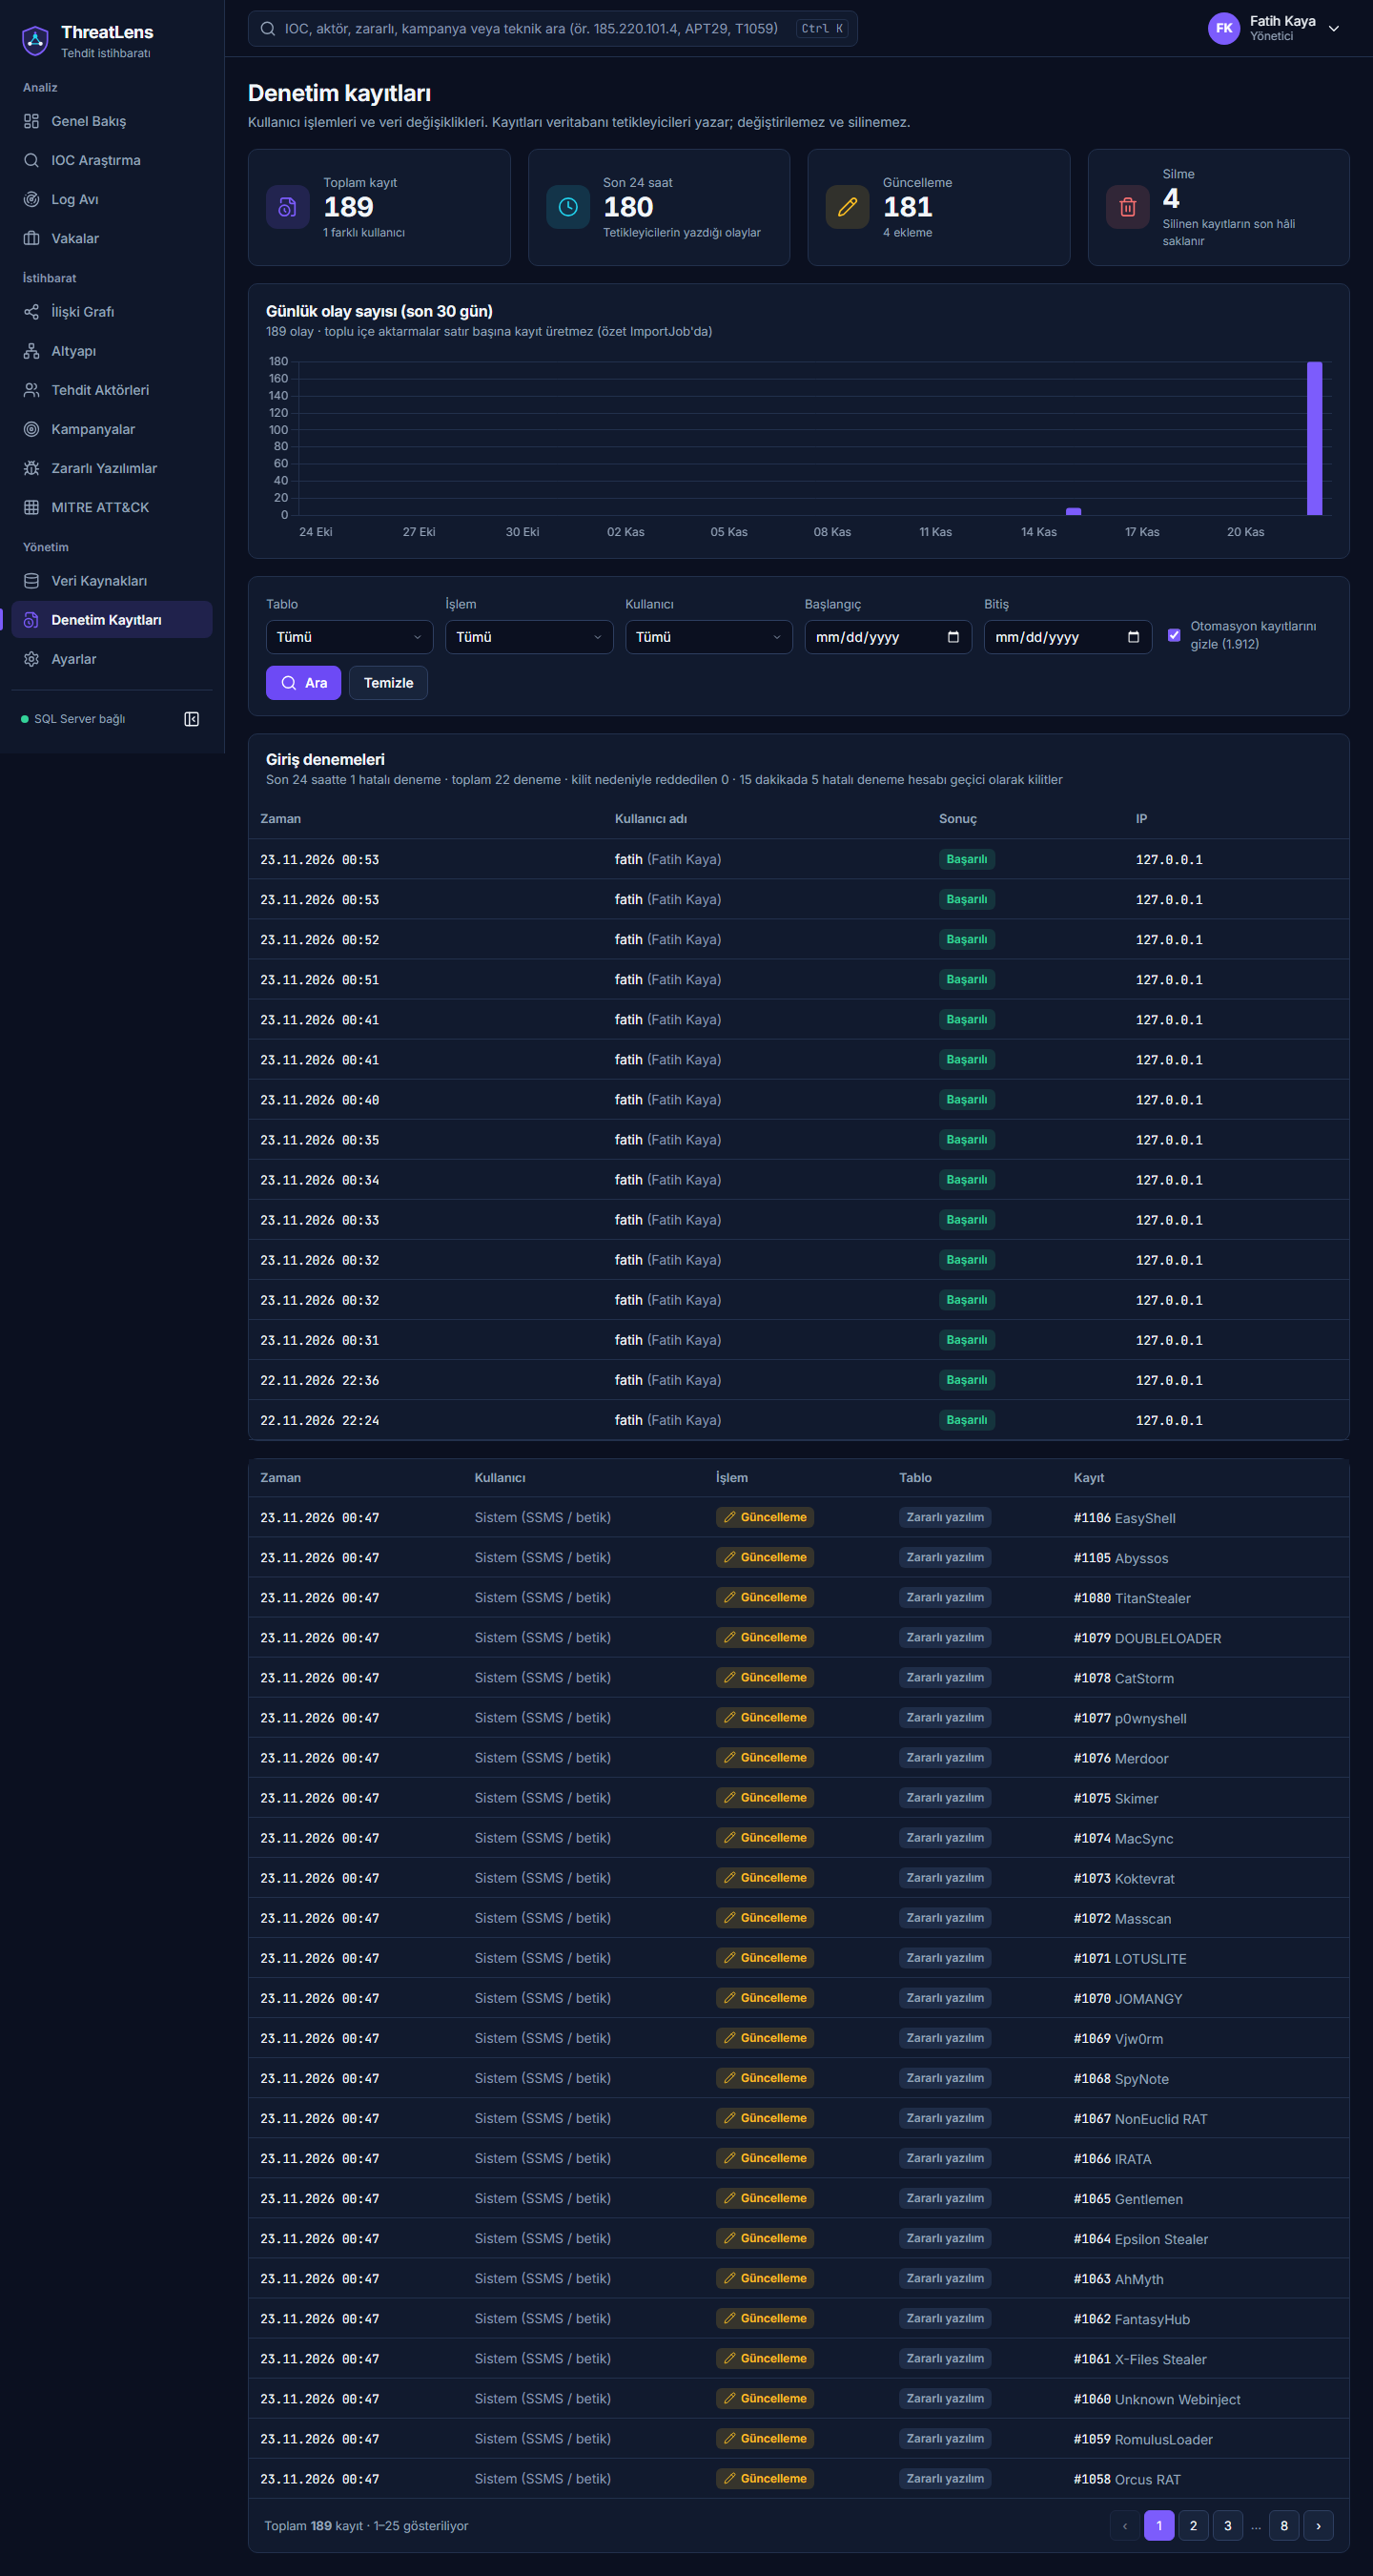 ThreatLens
Tehdit istihbaratı
Analiz
Genel Bakış
IOC Araştırma
Log Avı
Vakalar
İstihbarat
İlişki Grafı
Altyapı
Tehdit Aktörleri
Kampanyalar
Zararlı Yazılımlar
MITRE ATT&CK
Yönetim
Veri Kaynakları
Denetim Kayıtları
Ayarlar
SQL Server bağlı
IOC, aktör, zararlı, kampanya veya teknik ara (ör. 185.220.101.4, APT29, T1059) Ctrl K
FK Fatih Kaya
Yönetici
Denetim kayıtları
Kullanıcı işlemleri ve veri değişiklikleri. Kayıtları veritabanı tetikleyicileri yazar; değiştirilemez ve silinemez.
Toplam kayıt
189
1 farklı kullanıcı
Son 24 saat
180
Tetikleyicilerin yazdığı olaylar
Güncelleme
181
4 ekleme
Silme
4
Silinen kayıtların son hâli
saklanır
Günlük olay sayısı (son 30 gün)
189 olay · toplu içe aktarmalar satır başına kayıt üretmez (özet ImportJob'da)
180
160
140
120
100
80
60
40
20
0
24 Eki 27 Eki 30 Eki 02 Kas 05 Kas 08 Kas 11 Kas 14 Kas 17 Kas 20 Kas
Tablo İşlem Kullanıcı Başlangıç Bitiş
Tümü Tümü Tümü mm/dd/yyyy mm/dd/yyyy
Otomasyon kayıtlarını
gizle (1.912)
Ara Temizle
Giriş denemeleri
Son 24 saatte 1 hatalı deneme · toplam 22 deneme · kilit nedeniyle reddedilen 0 · 15 dakikada 5 hatalı deneme hesabı geçici olarak kilitler
Zaman Kullanıcı adı Sonuç IP
23.11.2026 00:53 fatih (Fatih Kaya) Başarılı 127.0.0.1
23.11.2026 00:53 fatih (Fatih Kaya) Başarılı 127.0.0.1
23.11.2026 00:52 fatih (Fatih Kaya) Başarılı 127.0.0.1
23.11.2026 00:51 fatih (Fatih Kaya) Başarılı 127.0.0.1
23.11.2026 00:41 fatih (Fatih Kaya) Başarılı 127.0.0.1
23.11.2026 00:41 fatih (Fatih Kaya) Başarılı 127.0.0.1
23.11.2026 00:40 fatih (Fatih Kaya) Başarılı 127.0.0.1
23.11.2026 00:35 fatih (Fatih Kaya) Başarılı 127.0.0.1
23.11.2026 00:34 fatih (Fatih Kaya) Başarılı 127.0.0.1
23.11.2026 00:33 fatih (Fatih Kaya) Başarılı 127.0.0.1
23.11.2026 00:32 fatih (Fatih Kaya) Başarılı 127.0.0.1
23.11.2026 00:32 fatih (Fatih Kaya) Başarılı 127.0.0.1
23.11.2026 00:31 fatih (Fatih Kaya) Başarılı 127.0.0.1
22.11.2026 22:36 fatih (Fatih Kaya) Başarılı 127.0.0.1
22.11.2026 22:24 fatih (Fatih Kaya) Başarılı 127.0.0.1
Zaman Kullanıcı İşlem Tablo Kayıt
23.11.2026 00:47 Sistem (SSMS / betik) Güncelleme Zararlı yazılım #1106 EasyShell
23.11.2026 00:47 Sistem (SSMS / betik) Güncelleme Zararlı yazılım #1105 Abyssos
23.11.2026 00:47 Sistem (SSMS / betik) Güncelleme Zararlı yazılım #1080 TitanStealer
23.11.2026 00:47 Sistem (SSMS / betik) Güncelleme Zararlı yazılım #1079 DOUBLELOADER
23.11.2026 00:47 Sistem (SSMS / betik) Güncelleme Zararlı yazılım #1078 CatStorm
23.11.2026 00:47 Sistem (SSMS / betik) Güncelleme Zararlı yazılım #1077 p0wnyshell
23.11.2026 00:47 Sistem (SSMS / betik) Güncelleme Zararlı yazılım #1076 Merdoor
23.11.2026 00:47 Sistem (SSMS / betik) Güncelleme Zararlı yazılım #1075 Skimer
23.11.2026 00:47 Sistem (SSMS / betik) Güncelleme Zararlı yazılım #1074 MacSync
23.11.2026 00:47 Sistem (SSMS / betik) Güncelleme Zararlı yazılım #1073 Koktevrat
23.11.2026 00:47 Sistem (SSMS / betik) Güncelleme Zararlı yazılım #1072 Masscan
23.11.2026 00:47 Sistem (SSMS / betik) Güncelleme Zararlı yazılım #1071 LOTUSLITE
23.11.2026 00:47 Sistem (SSMS / betik) Güncelleme Zararlı yazılım #1070 JOMANGY
23.11.2026 00:47 Sistem (SSMS / betik) Güncelleme Zararlı yazılım #1069 Vjw0rm
23.11.2026 00:47 Sistem (SSMS / betik) Güncelleme Zararlı yazılım #1068 SpyNote
23.11.2026 00:47 Sistem (SSMS / betik) Güncelleme Zararlı yazılım #1067 NonEuclid RAT
23.11.2026 00:47 Sistem (SSMS / betik) Güncelleme Zararlı yazılım #1066 IRATA
23.11.2026 00:47 Sistem (SSMS / betik) Güncelleme Zararlı yazılım #1065 Gentlemen
23.11.2026 00:47 Sistem (SSMS / betik) Güncelleme Zararlı yazılım #1064 Epsilon Stealer
23.11.2026 00:47 Sistem (SSMS / betik) Güncelleme Zararlı yazılım #1063 AhMyth
23.11.2026 00:47 Sistem (SSMS / betik) Güncelleme Zararlı yazılım #1062 FantasyHub
23.11.2026 00:47 Sistem (SSMS / betik) Güncelleme Zararlı yazılım #1061 X-Files Stealer
23.11.2026 00:47 Sistem (SSMS / betik) Güncelleme Zararlı yazılım #1060 Unknown Webinject
23.11.2026 00:47 Sistem (SSMS / betik) Güncelleme Zararlı yazılım #1059 RomulusLoader
23.11.2026 00:47 Sistem (SSMS / betik) Güncelleme Zararlı yazılım #1058 Orcus RAT
Toplam 189 kayıt · 1–25 gösteriliyor ‹ 1 2 3 … 8 ›